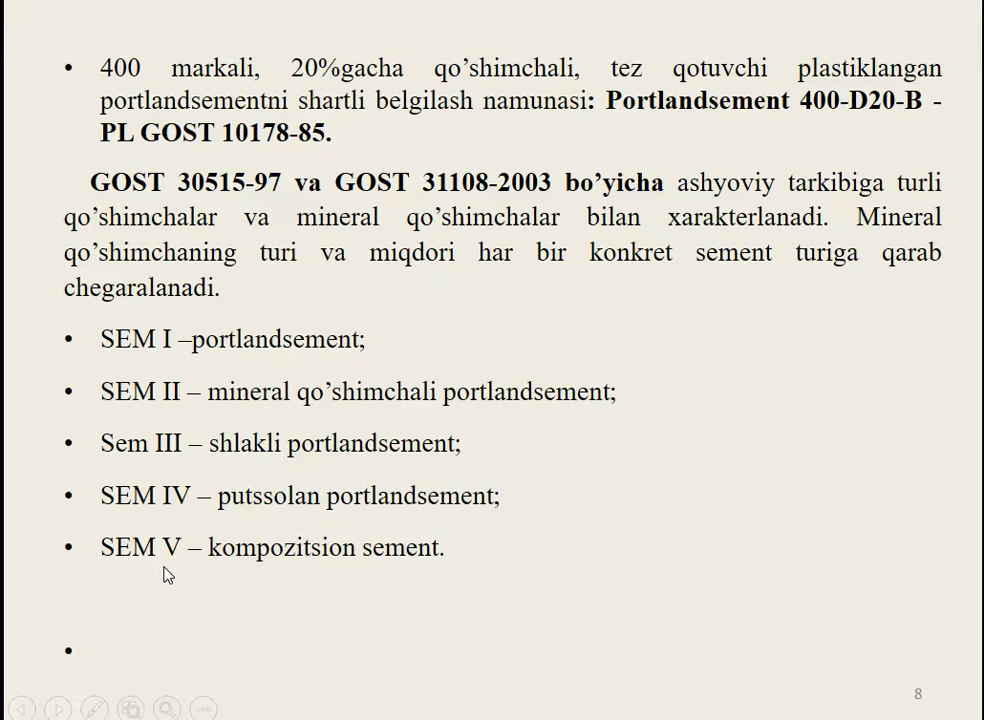 • 400 markali, 20%gacha qo’shimchali, tez qotuvchi plastiklangan
portlandsementni shartli belgilash namunasi: Portlandsement 400-D20-B -
PL GOST 10178-85.
GOST 30515-97 va GOST 31108-2003 bo’yicha ashyoviy tarkibiga turli
qo’shimchalar va mineral qo’shimchalar bilan xarakterlanadi. Mineral
qo’shimchaning turi va miqdori har bir konkret sement turiga qarab
chegaralanadi.
• SEM I –portlandsement;
• SEM II – mineral qo’shimchali portlandsement;
• Sem III – shlakli portlandsement;
• SEM IV – putssolan portlandsement;
• SEM V – kompozitsion sement.
•
8